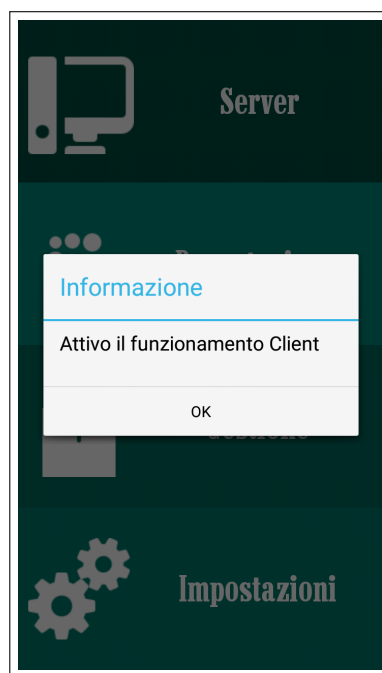 Server
Informazione
Attivo il funzionamento Client
OK
Impostazioni